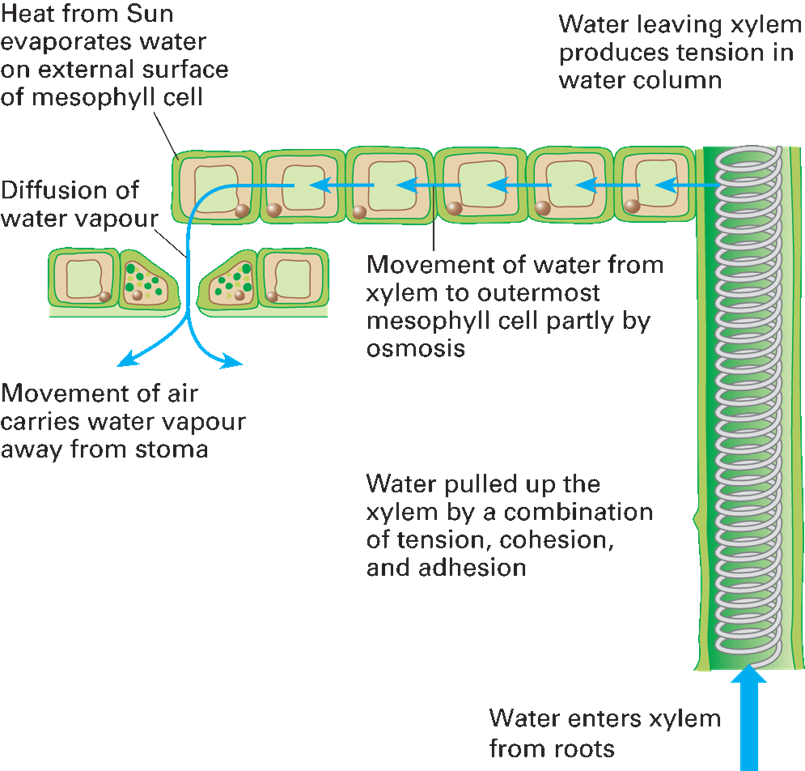 Heat from Sun
evaporates water
on external surface
of mesophyll cell
Water leaving xylem
produces tension in
water column
Diffusion of
water vapour
Movement of water from
xylem to outermost
mesophyll cell partly by
osmosis
Movement of air
carries water vapour
away from stoma
Water pulled up the
xylem by a combination
of tension, cohesion,
and adhesion
Water enters xylem
from roots